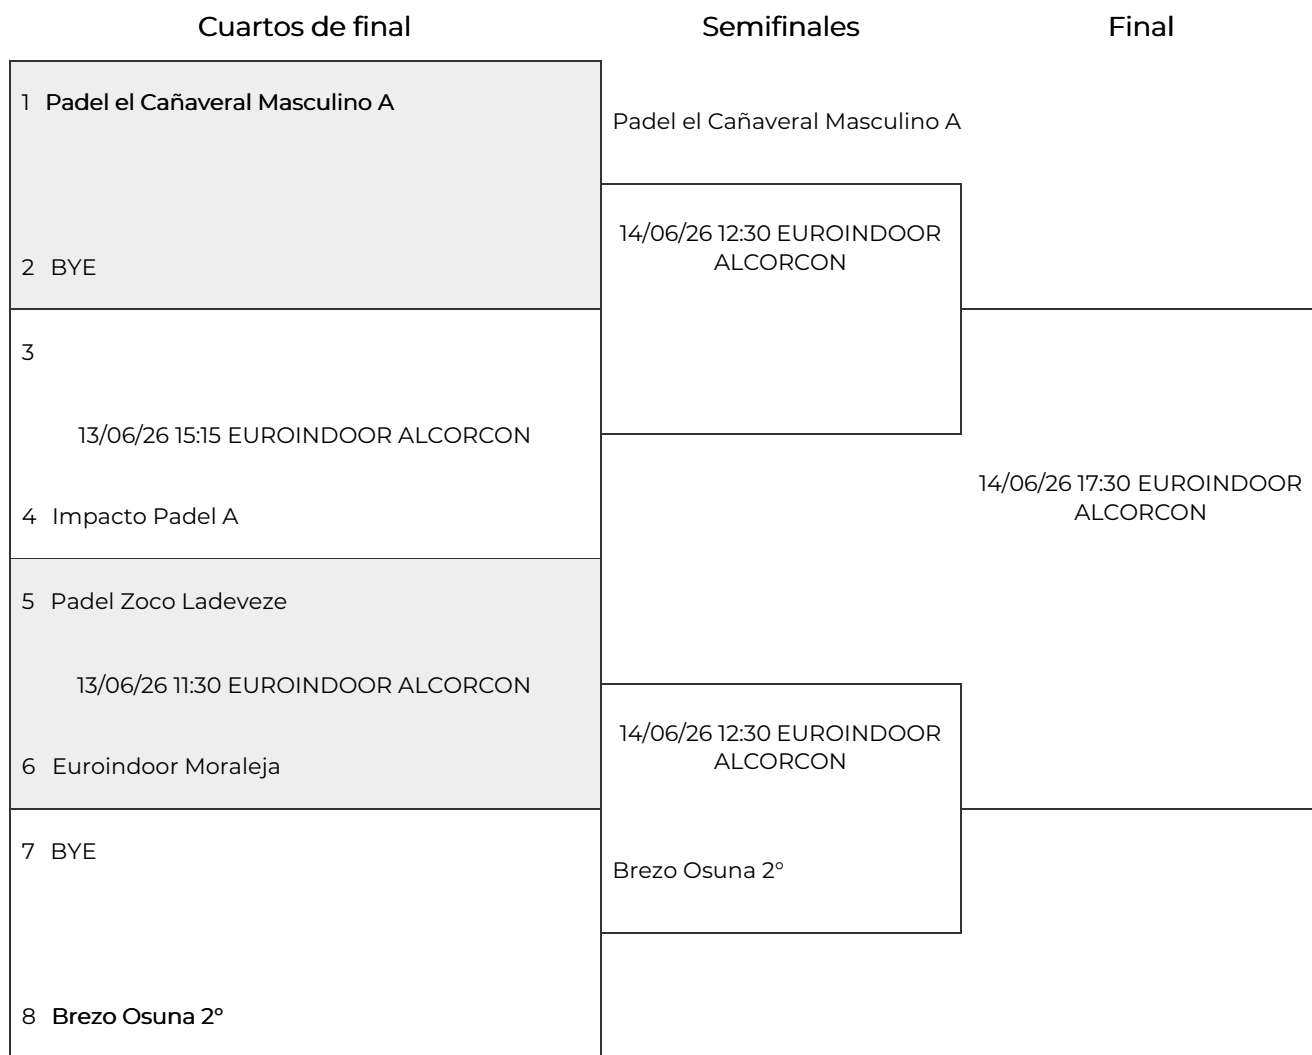 Cuartos de final
Semifinales
Final
1 Padel el Cañaveral Masculino A
2 BYE
3
13/06/26 15:15 EUROINDOOR ALCORCON
4 Impacto Padel A
5 Padel Zoco Ladeveze
13/06/26 11:30 EUROINDOOR ALCORCON
6 Euroindoor Moraleja
7 BYE
8 Brezo Osuna 2º
Padel el Cañaveral Masculino A
14/06/26 12:30 EUROINDOOR
ALCORCON
14/06/26 12:30 EUROINDOOR
ALCORCON
Brezo Osuna 2º
14/06/26 17:30 EUROINDOOR
ALCORCON